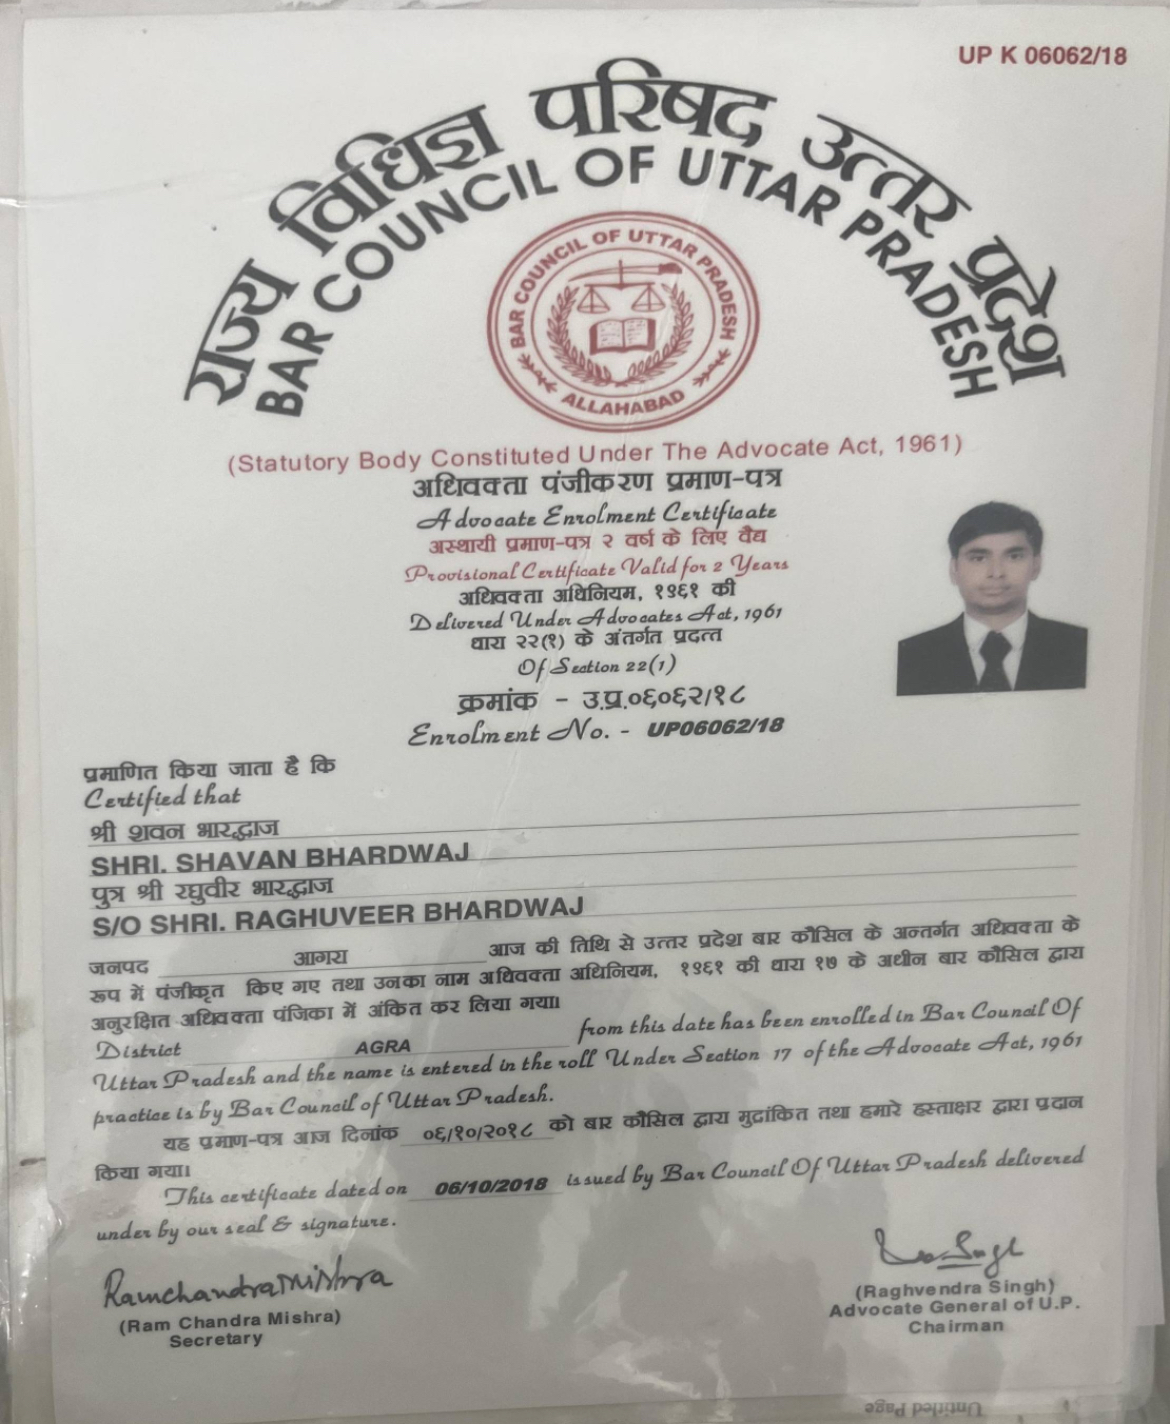 UP K 06062/18
राज्य विधिज्ञ परिषद उत्तर प्रदेश
BAR COUNCIL OF UTTAR PRADESH
BAR COUNCIL OF UTTAR PRADESH
ALLAHABAD
(Statutory Body Constituted Under The Advocate Act, 1961)
अधिवक्ता पंजीकरण प्रमाण-पत्र
Advocate Enrolment Certificate
अस्थायी प्रमाण-पत्र २ वर्ष के लिए वैद्य
Provisional Certificate Valid for 2 Years
अधिवक्ता अधिनियम, १९६१ की
Delivered Under Advocates Act, 1961
धारा २२(१) के अंतर्गत प्रदत्त
Of Section 22(1)
क्रमांक - उ.प्र.०६०६२/१८
Enrolment No. - UP06062/18
प्रमाणित किया जाता है कि
Certified that
श्री शवन भारद्वाज
SHRI. SHAVAN BHARDWAJ
पुत्र श्री रघुवीर भारद्वाज
S/O SHRI. RAGHUVEER BHARDWAJ
जनपद आगरा आज की तिथि से उत्तर प्रदेश बार कौंसिल के अन्तर्गत अधिवक्ता के
रूप में पंजीकृत किए गए तथा उनका नाम अधिवक्ता अधिनियम, १९६१ की धारा १७ के अधीन बार कौंसिल द्वारा
अनुरक्षित अधिवक्ता पंजिका में अंकित कर लिया गया।
District AGRA from this date has been enrolled in Bar Council Of
Uttar Pradesh and the name is entered in the roll Under Section 17 of the Advocate Act, 1961
practice is by Bar Council of Uttar Pradesh.
यह प्रमाण-पत्र आज दिनांक ०६/१०/२०१८ को बार कौंसिल द्वारा मुद्रांकित तथा हमारे हस्ताक्षर द्वारा प्रदान
किया गया।
This certificate dated on 06/10/2018 issued by Bar Council Of Uttar Pradesh delivered
under by our seal & signature.
Ramchandra Mishra
(Ram Chandra Mishra)
Secretary
(Raghvendra Singh)
Advocate General of U.P.
Chairman
Untitled Page